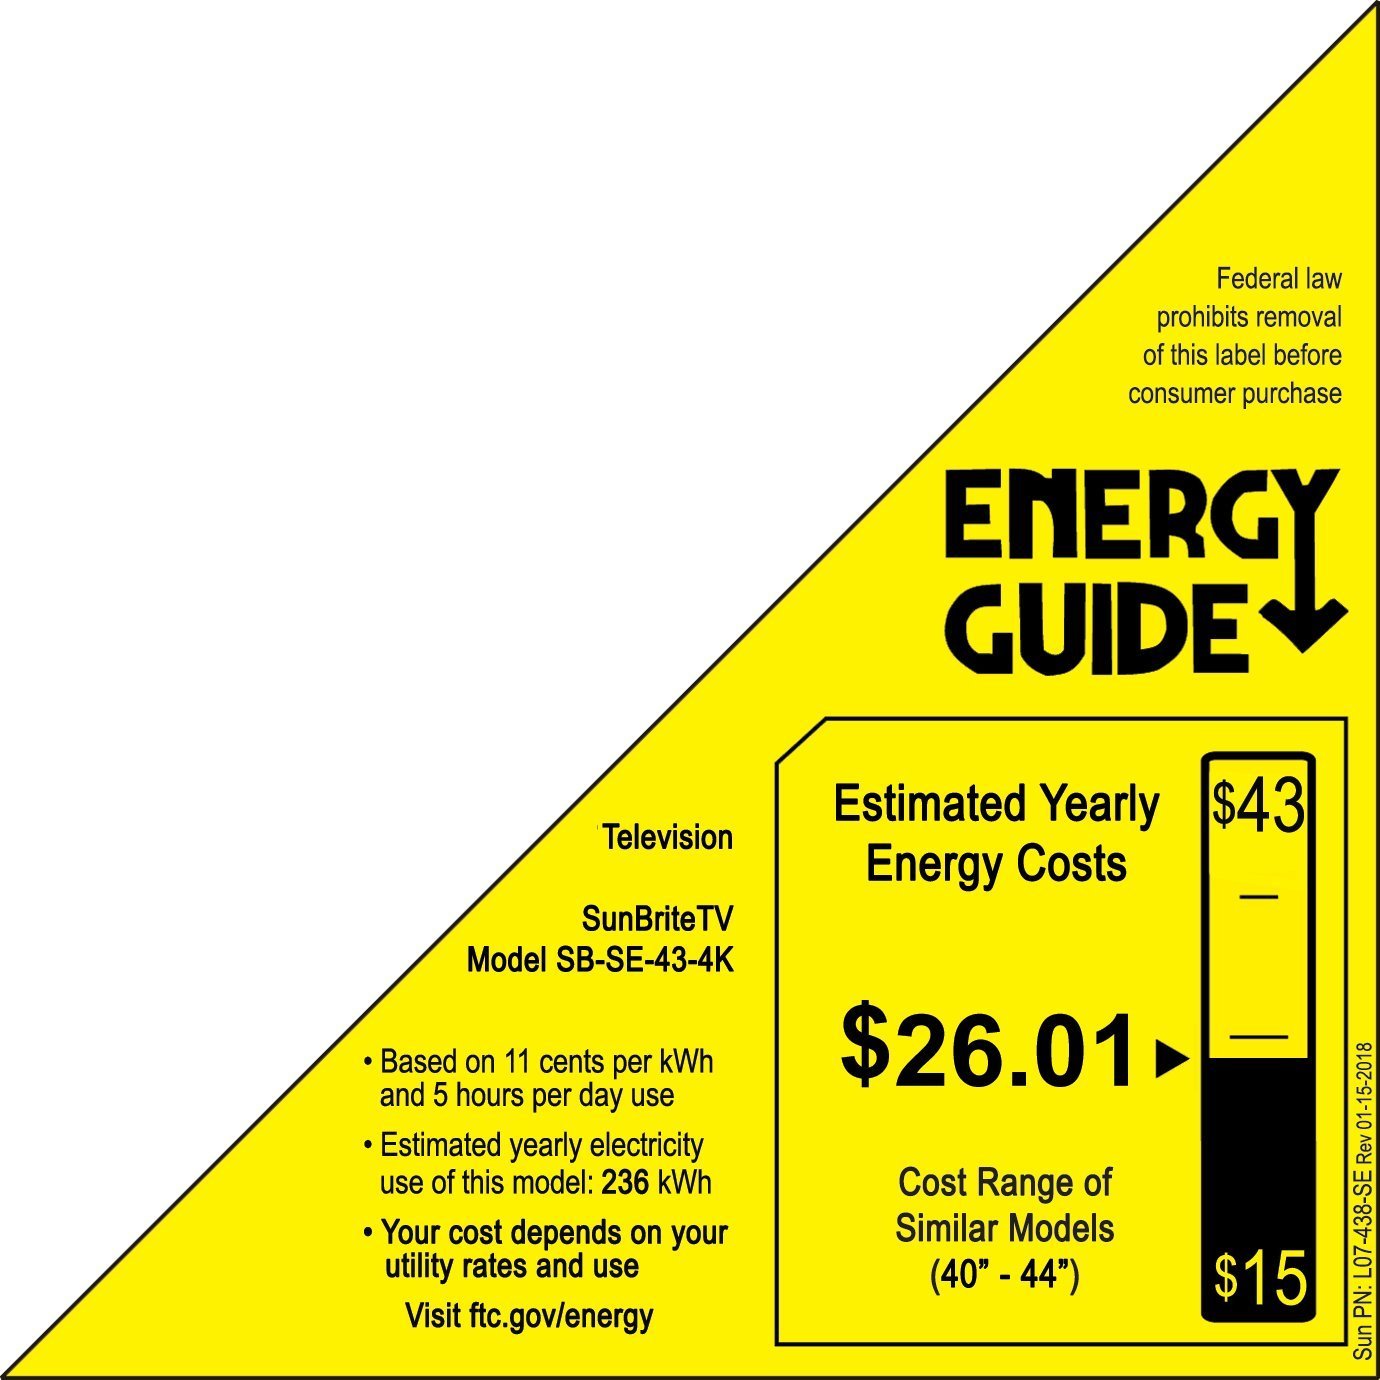 Federal law
prohibits removal
of this label before
consumer purchase
ENERGY
GUIDE
Television
SunBriteTV
Model SB-SE-43-4K
• Based on 11 cents per kWh
and 5 hours per day use
• Estimated yearly electricity
use of this model: 236 kWh
• Your cost depends on your
utility rates and use
Visit ftc.gov/energy
Estimated Yearly
Energy Costs
$26.01
Cost Range of
Similar Models
(40” - 44”)
$43
$15
Sun PN: L07-438-SE Rev 01-15-2018